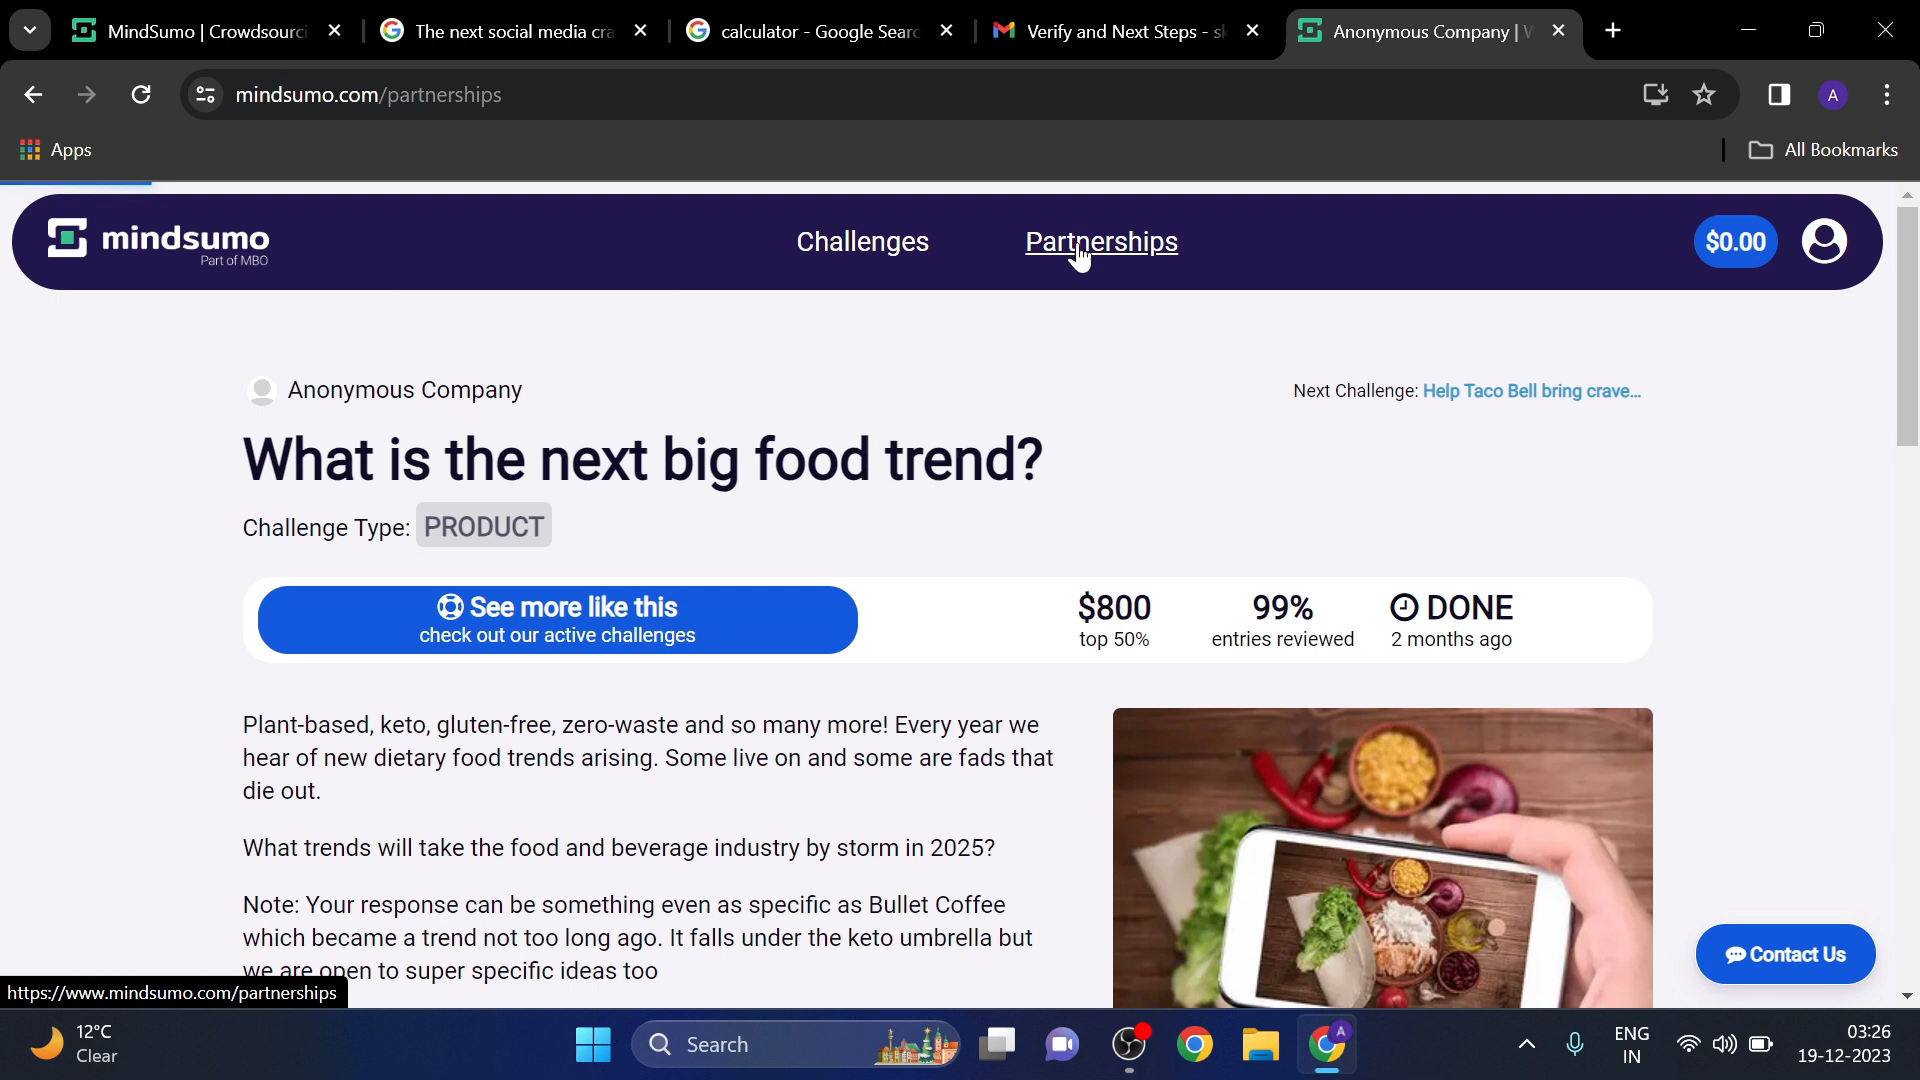 MindSumo | Crowdsourci
The next social media cra
calculator - Google Searc
Verify and Next Steps - sk
Anonymous Company | W
mindsumo.com/partnerships
A
Apps
All Bookmarks
mindsumo
Part of MBO
Challenges
Partnerships
$0.00
Anonymous Company
Next Challenge: Help Taco Bell bring crave...
What is the next big food trend?
Challenge Type: PRODUCT
See more like this
check out our active challenges
$800
top 50%
99%
entries reviewed
DONE
2 months ago
Plant-based, keto, gluten-free, zero-waste and so many more! Every year we
hear of new dietary food trends arising. Some live on and some are fads that
die out.
What trends will take the food and beverage industry by storm in 2025?
Note: Your response can be something even as specific as Bullet Coffee
which became a trend not too long ago. It falls under the keto umbrella but
we are open to super specific ideas too
Contact Us
https://www.mindsumo.com/partnerships
12°C
Clear
Search
A
ENG
IN
03:26
19-12-2023